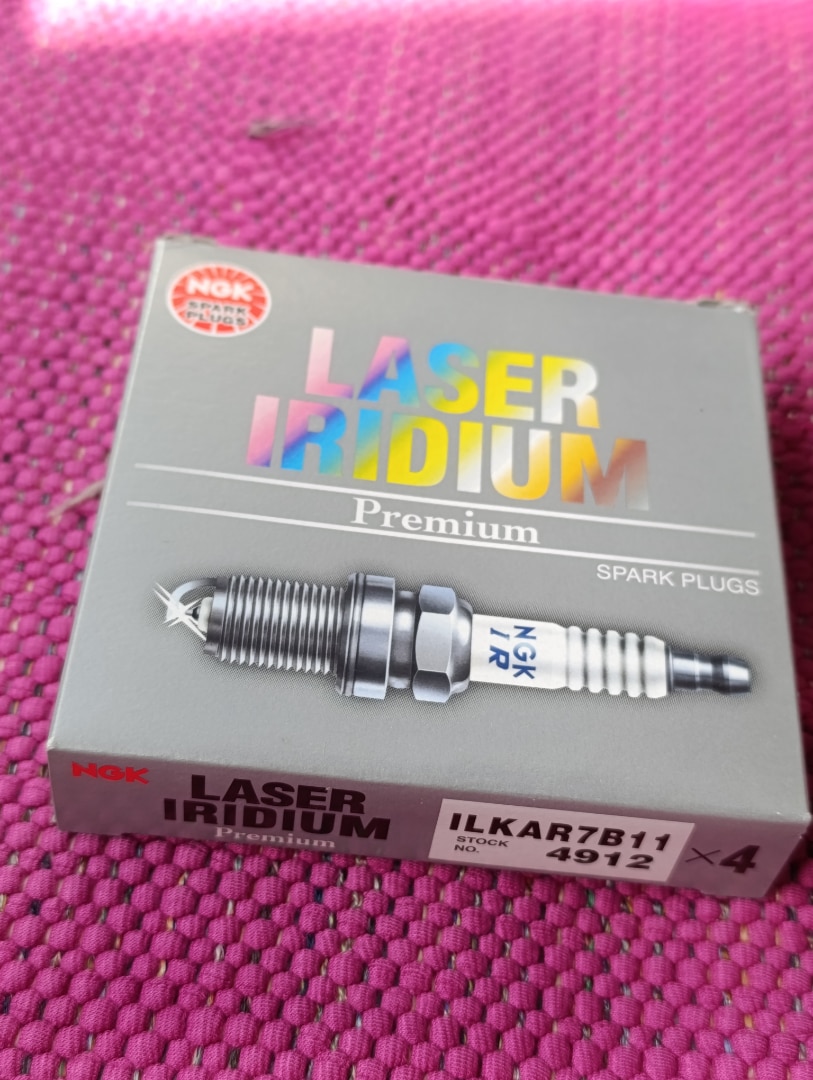 NGK
SPARK
PLUGS
LASER
IRIDIUM
Premium
SPARK PLUGS
NGK
IR
NGK
LASER
IRIDIUM
Premium
ILKAR7B11
STOCK
NO. 4912
×4